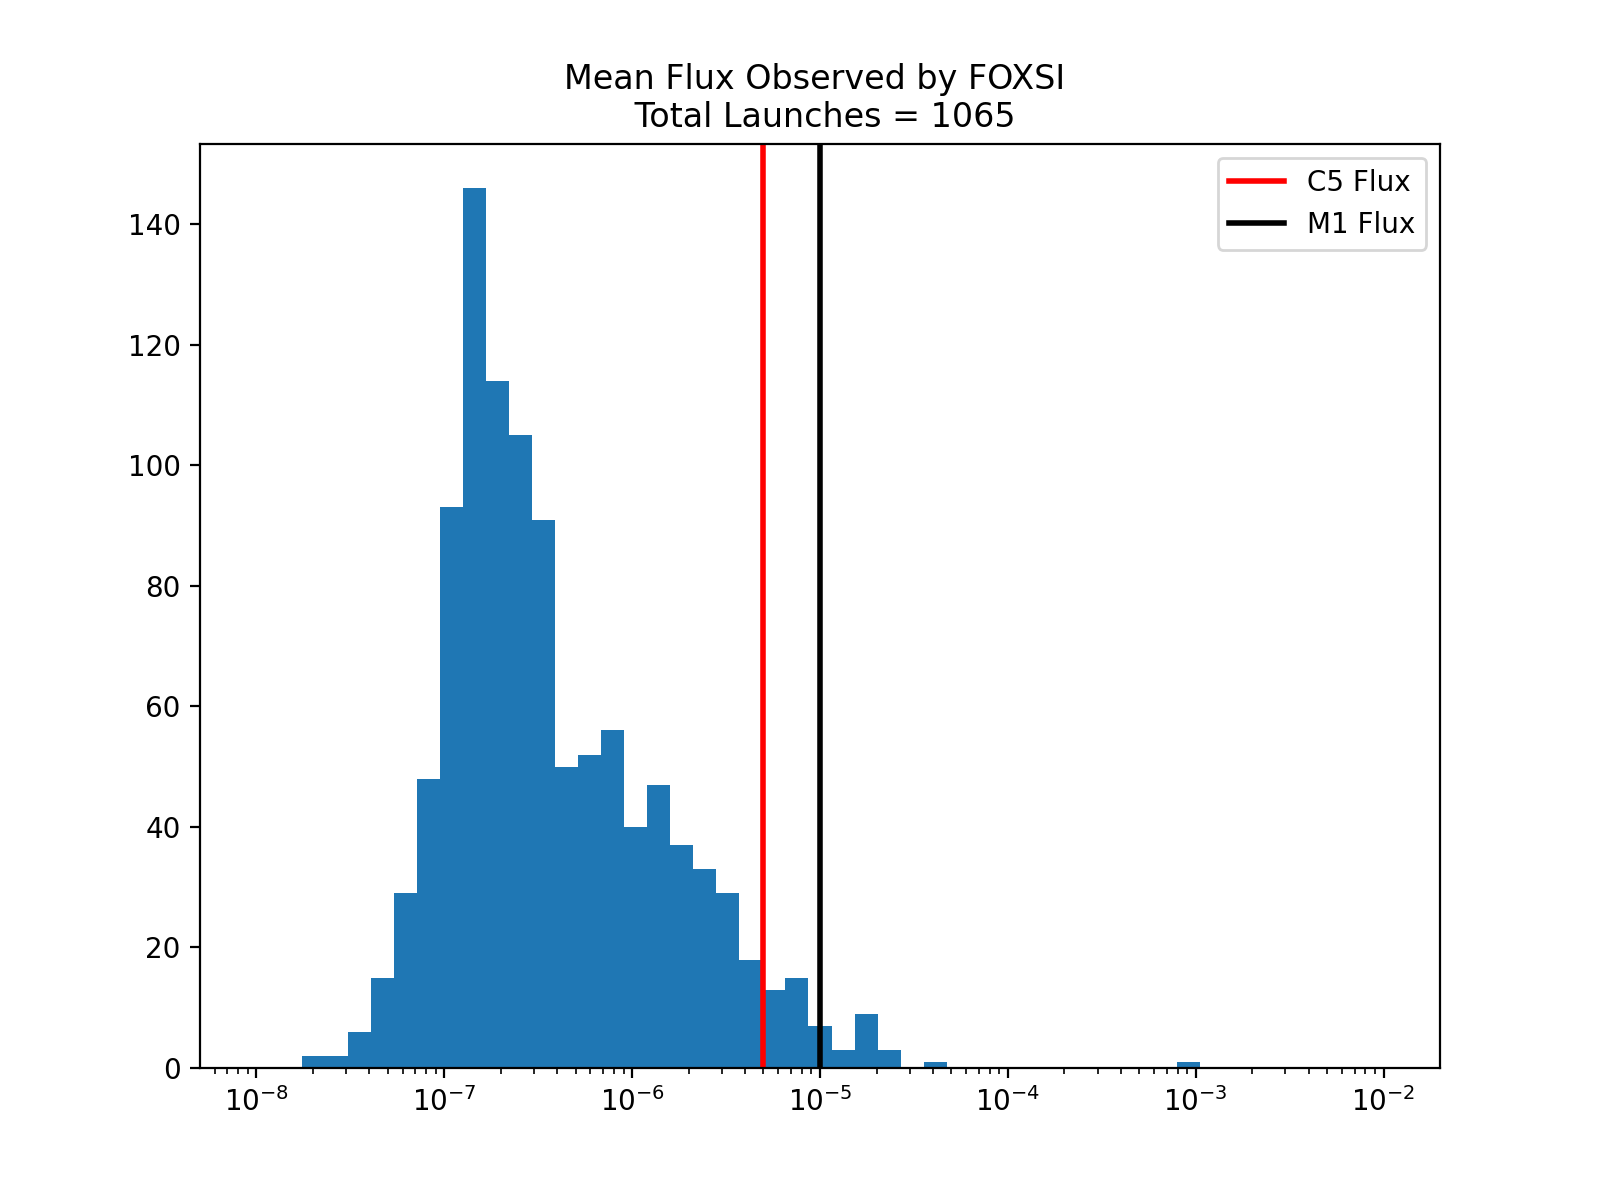 Mean Flux Observed by FOXSI
Total Launches = 1065
C5 Flux
M1 Flux
140
120
100
80
60
40
20
0
10⁻⁸ 10⁻⁷ 10⁻⁶ 10⁻⁵ 10⁻⁴ 10⁻³ 10⁻²